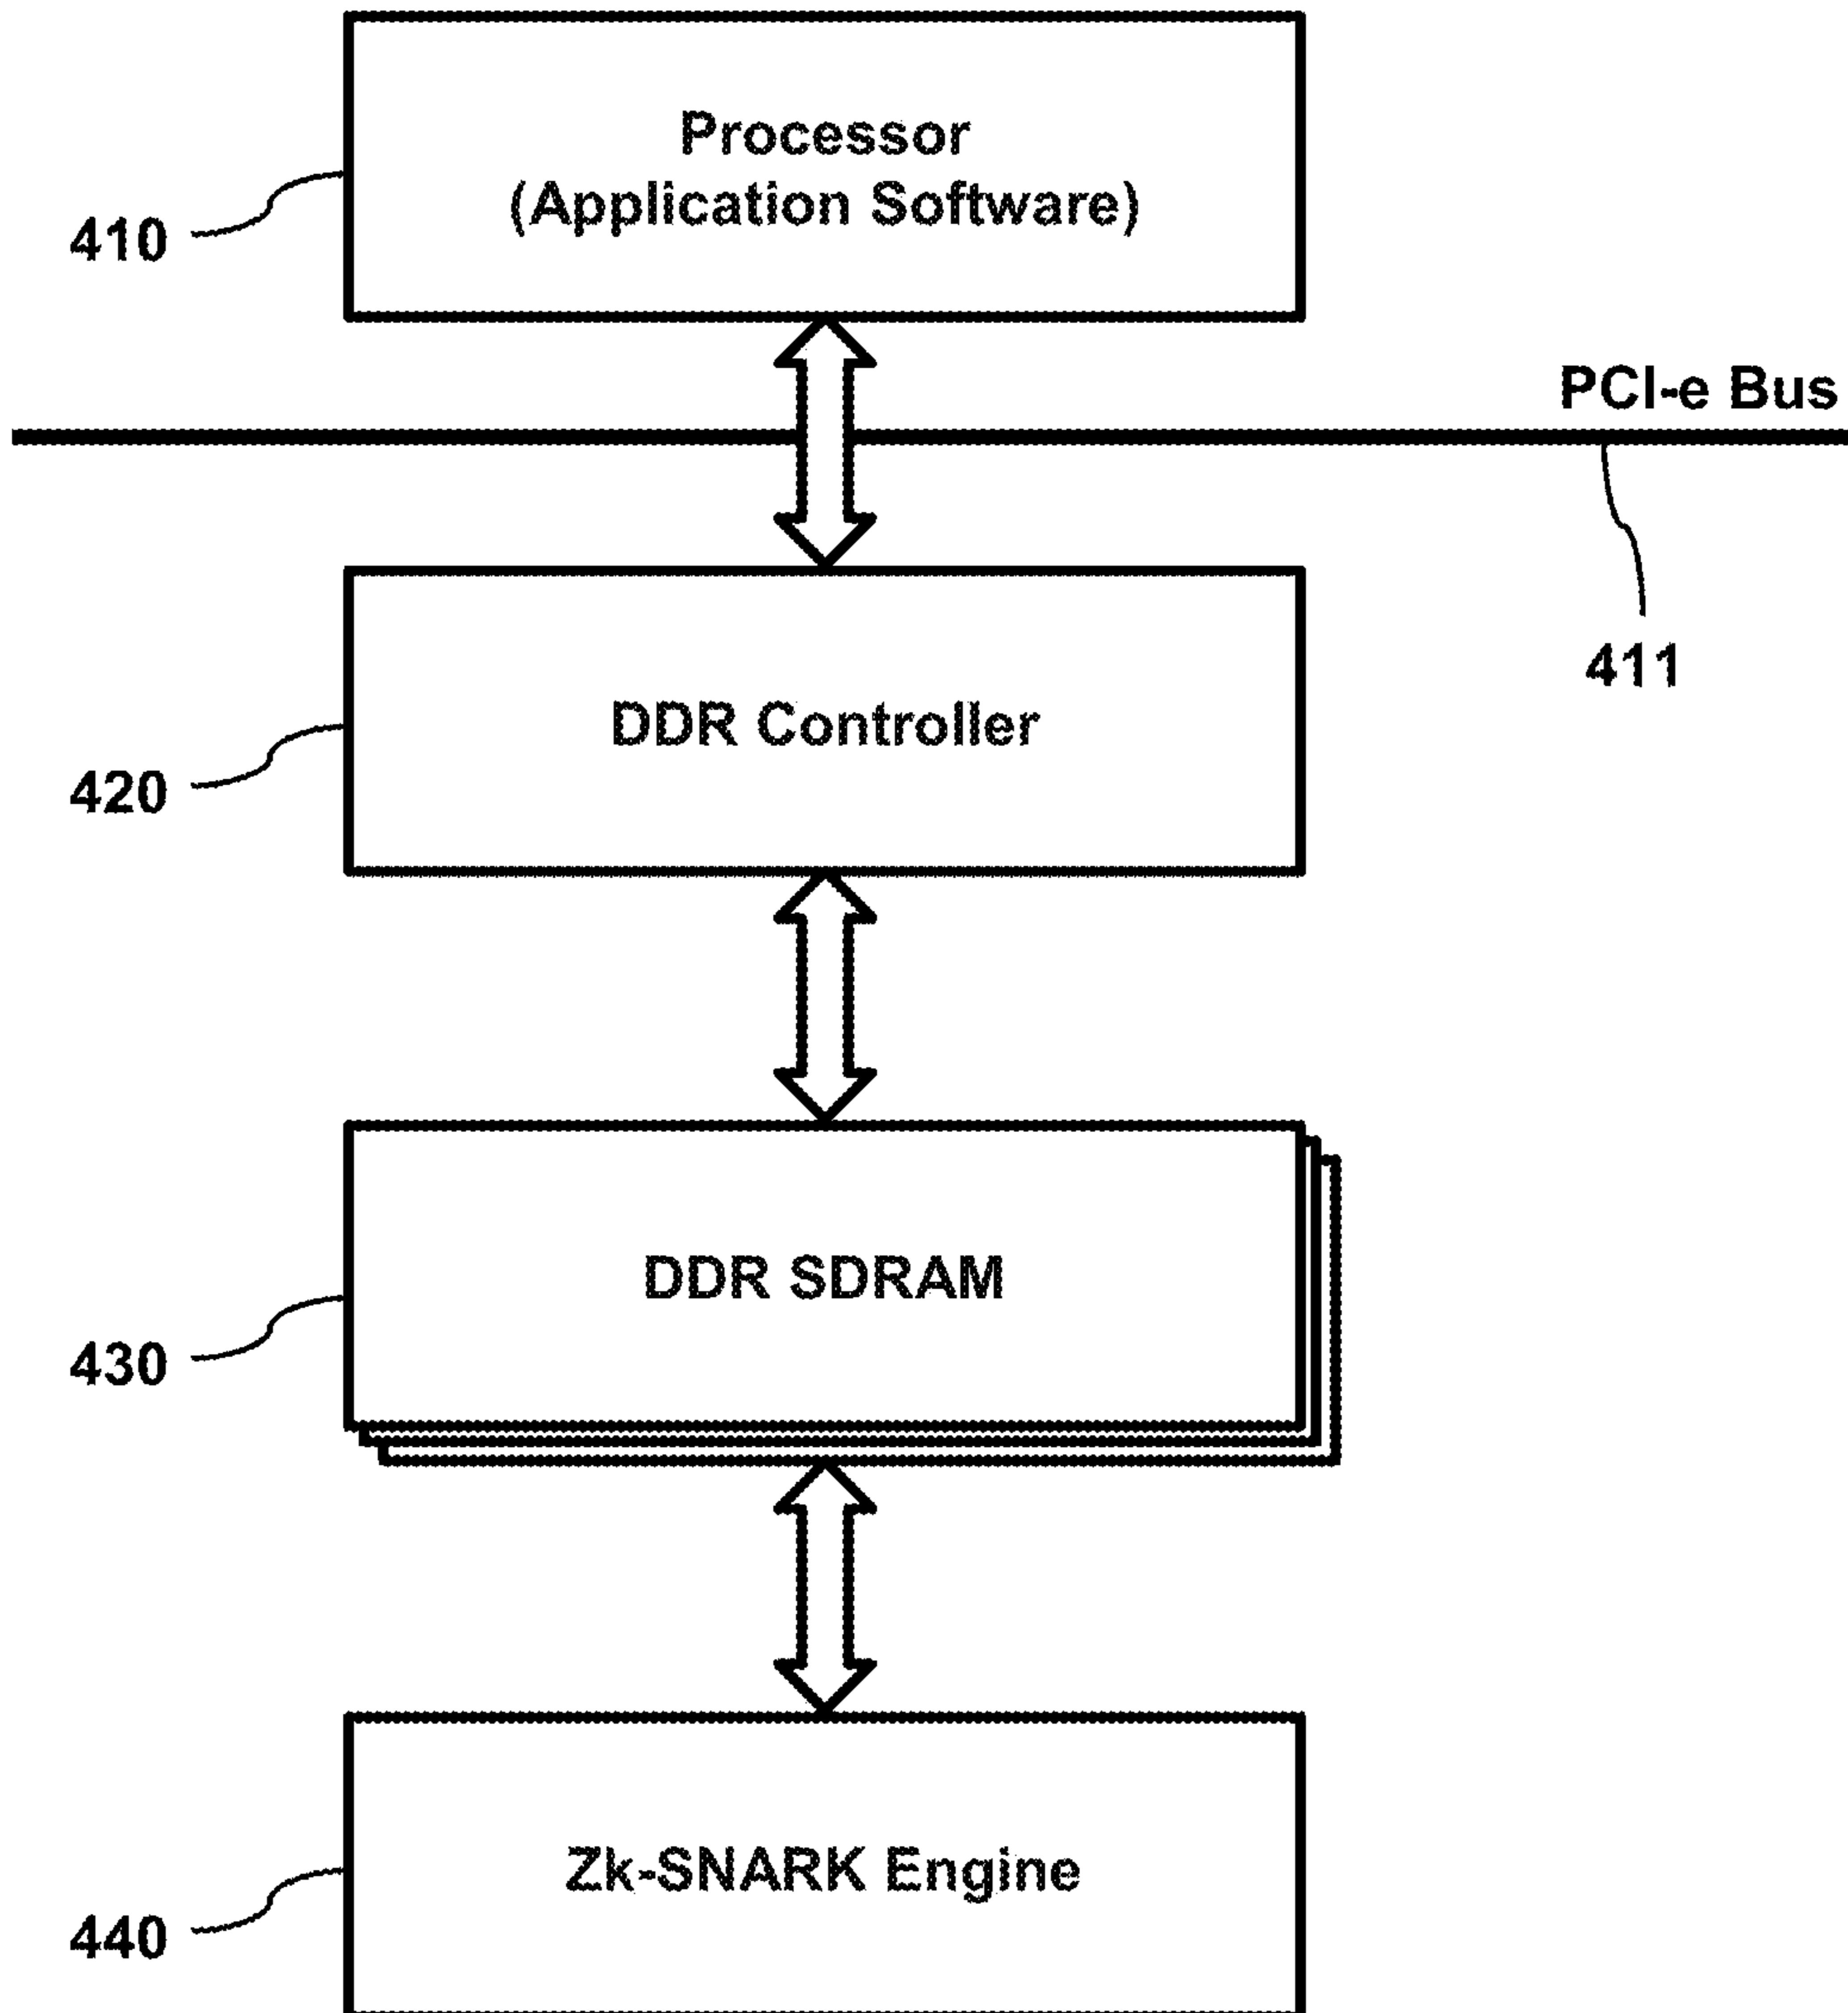 Processor
(Application Software)
410
PCI-e Bus
411
DDR Controller
420
DDR SDRAM
430
Zk-SNARK Engine
440